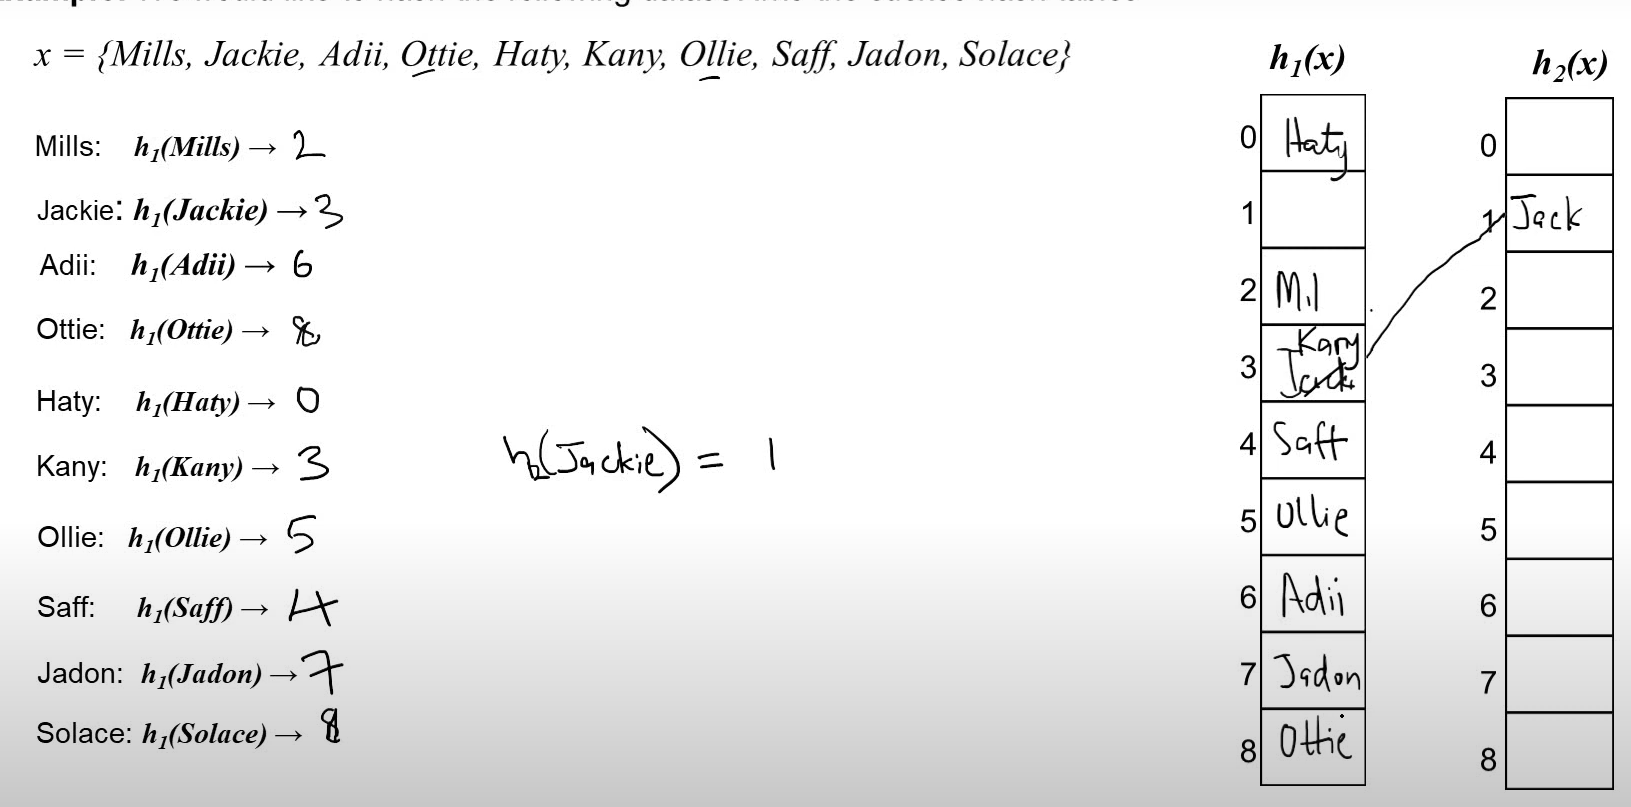 x = {Mills, Jackie, Adii, Ottie, Haty, Kany, Ollie, Saff, Jadon, Solace}
h₁(x)
h₂(x)
Mills: h₁(Mills) → 2
Jackie: h₁(Jackie) → 3
Adii: h₁(Adii) → 6
Ottie: h₁(Ottie) → 8
Haty: h₁(Haty) → 0
Kany: h₁(Kany) → 3
Ollie: h₁(Ollie) → 5
Saff: h₁(Saff) → 4
Jadon: h₁(Jadon) → 7
Solace: h₁(Solace) → 8
h₂(Jackie) = 1
0 Haty
1
2 Mil
3 Kany
Jack
4 Saff
5 Ollie
6 Adii
7 Jadon
8 Ottie
0
1 Jack
2
3
4
5
6
7
8